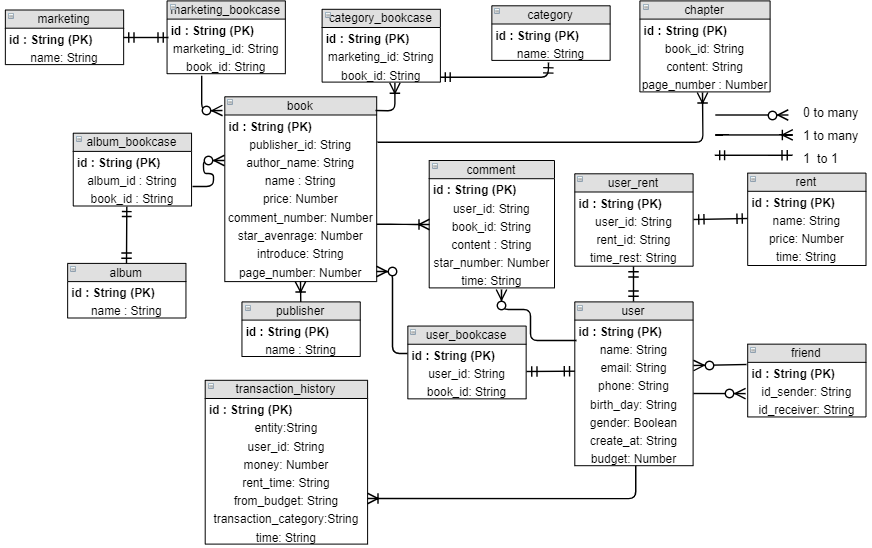 marketing
id : String (PK)
name: String
marketing_bookcase
id : String (PK)
marketing_id: String
book_id: String
category_bookcase
id : String (PK)
marketing_id: String
book_id: String
category
id : String (PK)
name: String
chapter
id : String (PK)
book_id: String
content: String
page_number : Number
0 to many
1 to many
1 to 1
book
id : String (PK)
publisher_id: String
author_name: String
name : String
price: Number
comment_number: Number
star_avenrage: Number
introduce: String
page_number: Number
album_bookcase
id : String (PK)
album_id : String
book_id : String
album
id : String (PK)
name : String
publisher
id : String (PK)
name : String
comment
id : String (PK)
user_id: String
book_id: String
content : String
star_number: Number
time: String
user_rent
id : String (PK)
user_id: String
rent_id: String
time_rest: String
rent
id : String (PK)
name: String
price: Number
time: String
user_bookcase
id : String (PK)
user_id: String
book_id: String
user
id : String (PK)
name: String
email: String
phone: String
birth_day: String
gender: Boolean
create_at: String
budget: Number
friend
id : String (PK)
id_sender: String
id_receiver: String
transaction_history
id : String (PK)
entity:String
user_id: String
money: Number
rent_time: String
from_budget: String
transaction_category:String
time: String